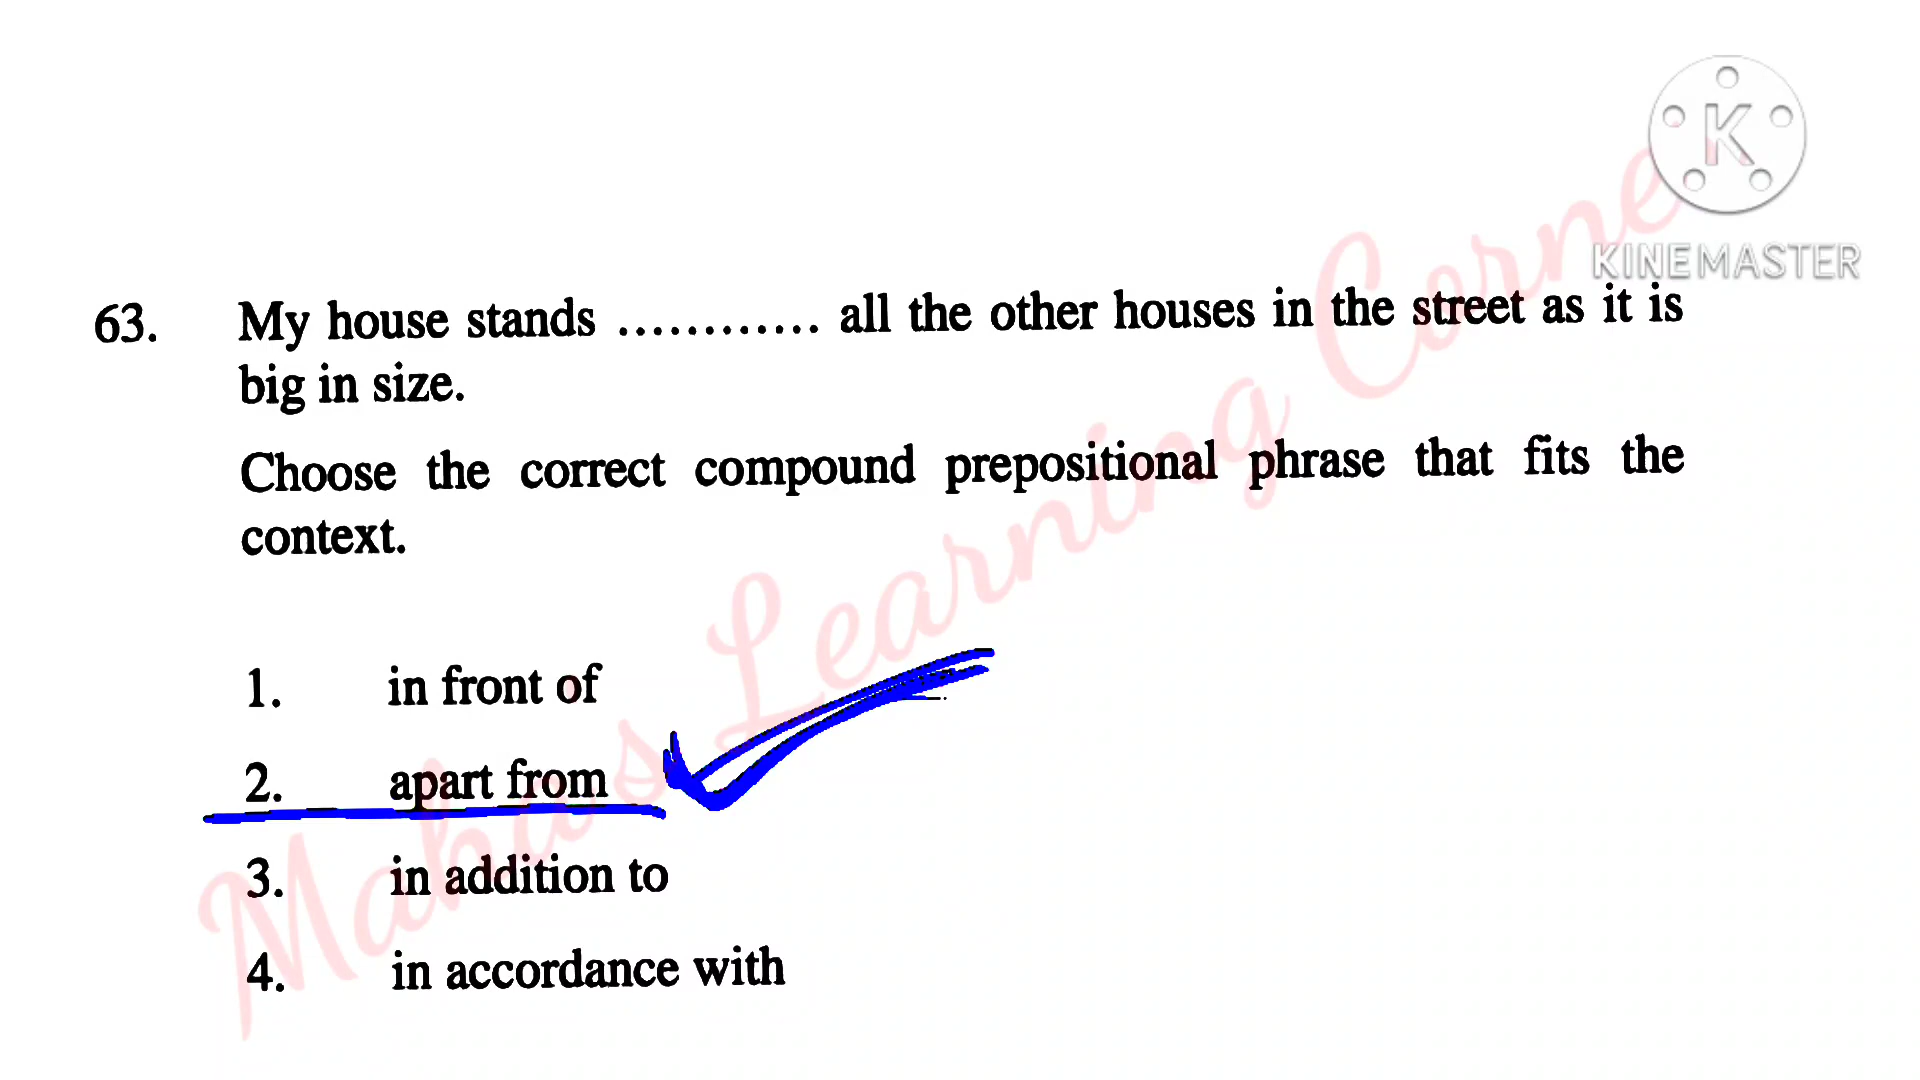 K
KINEMASTER
63. My house stands ............ all the other houses in the street as it is
big in size.
Choose the correct compound prepositional phrase that fits the
context.
1. in front of
2. apart from
3. in addition to
4. in accordance with
Maha's Learning Corner